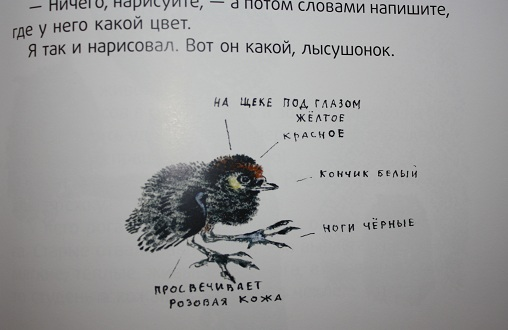 — Ничего, нарисуйте, — а потом словами напишите,
где у него какой цвет.
Я так и нарисовал. Вот он какой, лысушонок.
НА ЩЕКЕ ПОД ГЛАЗОМ
ЖЁЛТОЕ
КРАСНОЕ
КОНЧИК БЕЛЫЙ
НОГИ ЧЁРНЫЕ
ПРОСВЕЧИВАЕТ
РОЗОВАЯ КОЖА